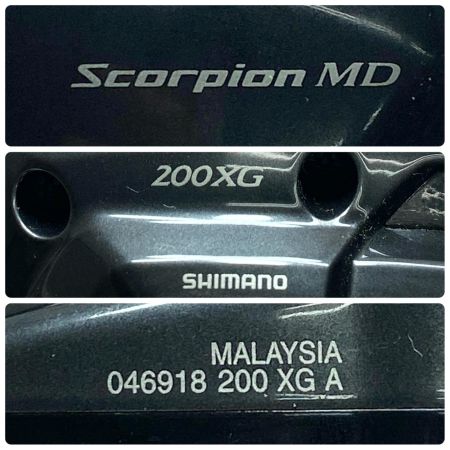 Scorpion MD
200XG
SHIMANO
MALAYSIA
046918 200 XG A